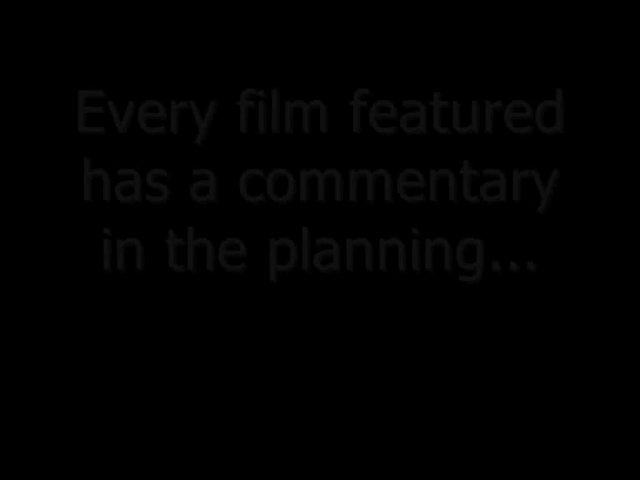 Every film featured
has a commentary
in the planning...